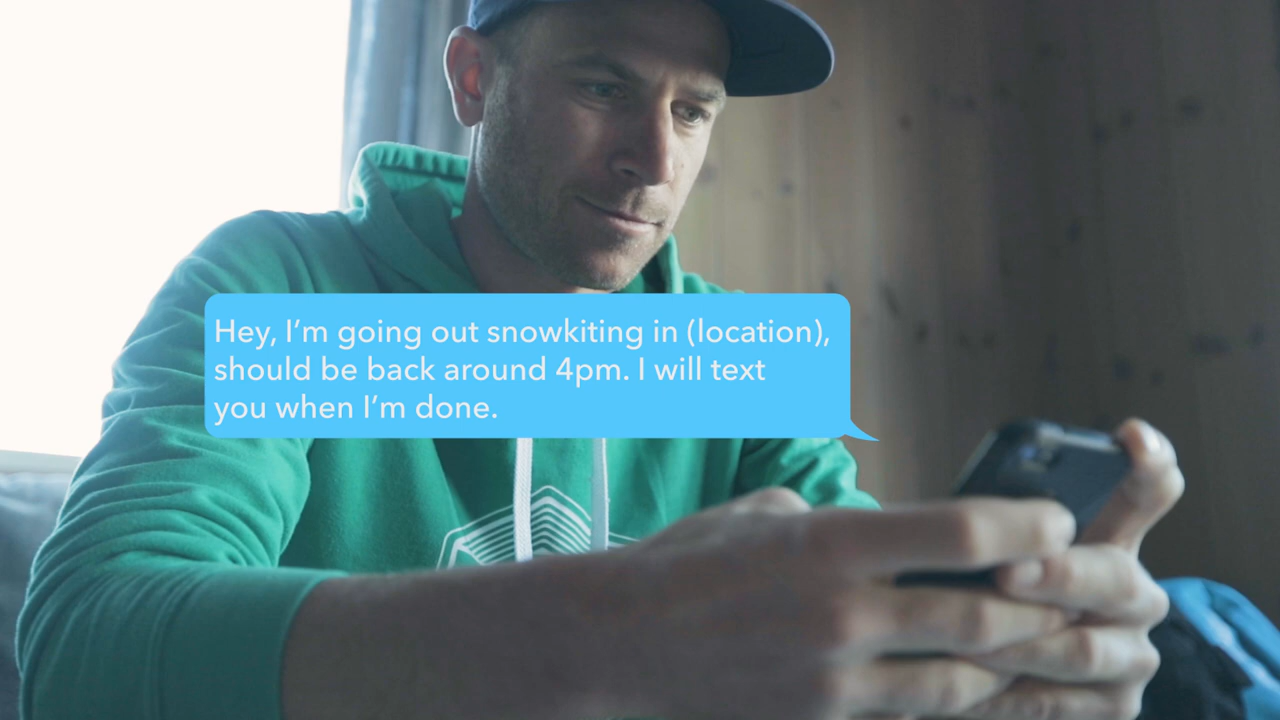 Hey, I’m going out snowkiting in (location),
should be back around 4pm. I will text
you when I’m done.